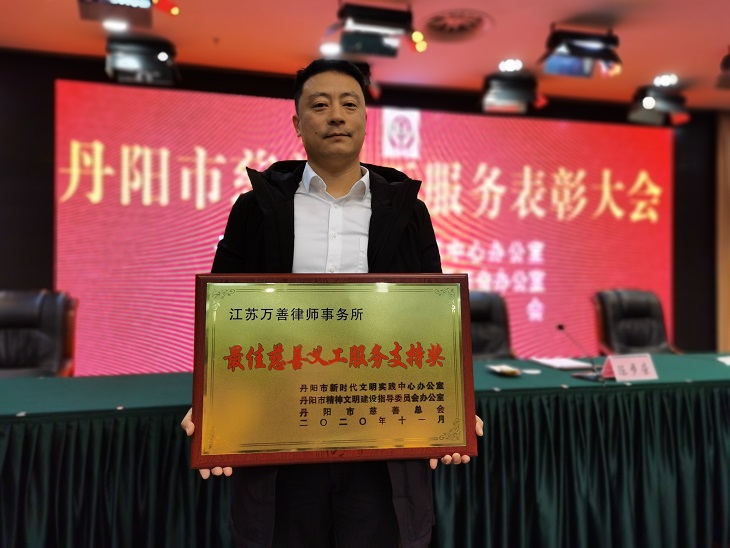 丹阳市慈 服务表彰大会
中心办公室
会办公室
会
江苏万善律师事务所
最佳慈善义工服务支持奖
丹阳市新时代文明实践中心办公室
丹阳市精神文明建设指导委员会办公室
丹阳市慈善总会
二〇二〇年十一月